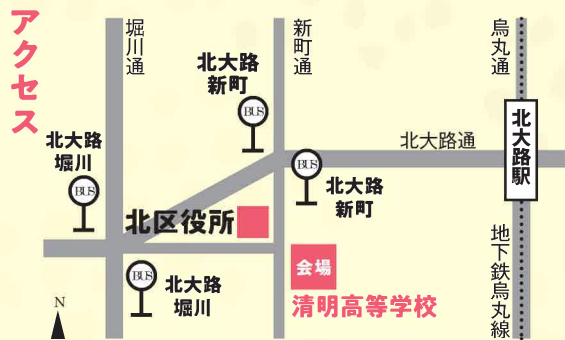 アクセス
堀川通
新町通
烏丸通
北大路
新町
BUS
北大路通
北大路駅
北大路
堀川
BUS
BUS
北大路
新町
北区役所
地下鉄烏丸線
会場
清明高等学校
BUS
北大路
堀川
N